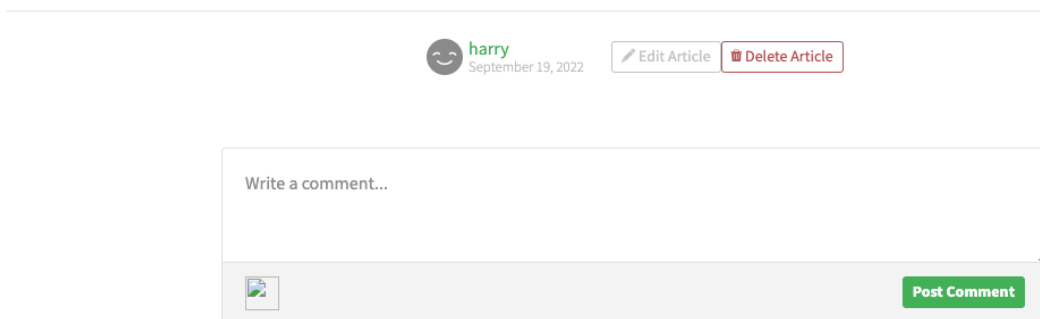 harry
September 19, 2022
Edit Article
Delete Article
Write a comment...
Post Comment